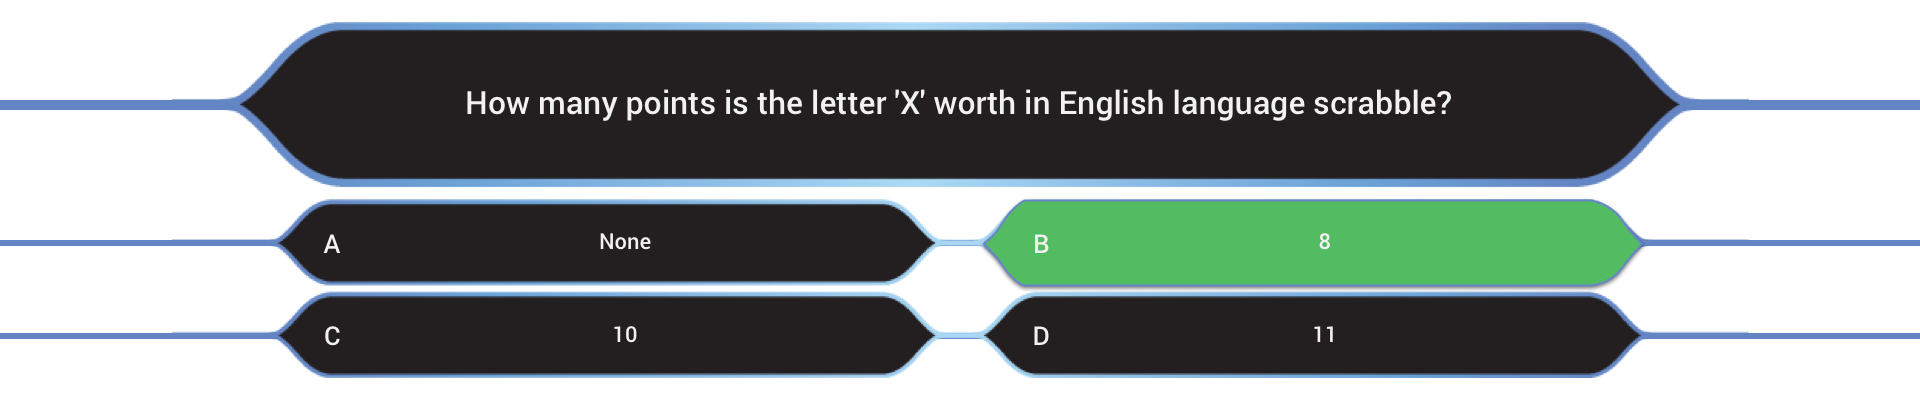 How many points is the letter 'X' worth in English language scrabble?
A None
B 8
C 10
D 11